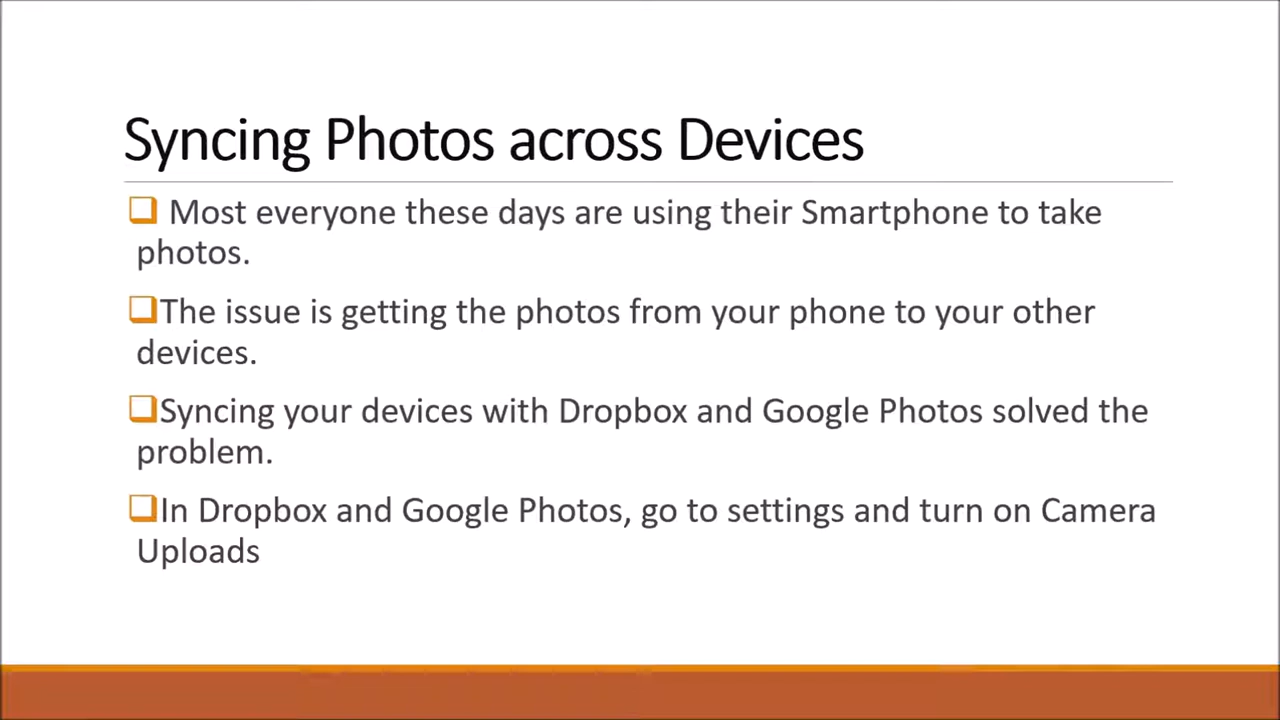 Syncing Photos across Devices
Most everyone these days are using their Smartphone to take
photos.
The issue is getting the photos from your phone to your other
devices.
Syncing your devices with Dropbox and Google Photos solved the
problem.
In Dropbox and Google Photos, go to settings and turn on Camera
Uploads